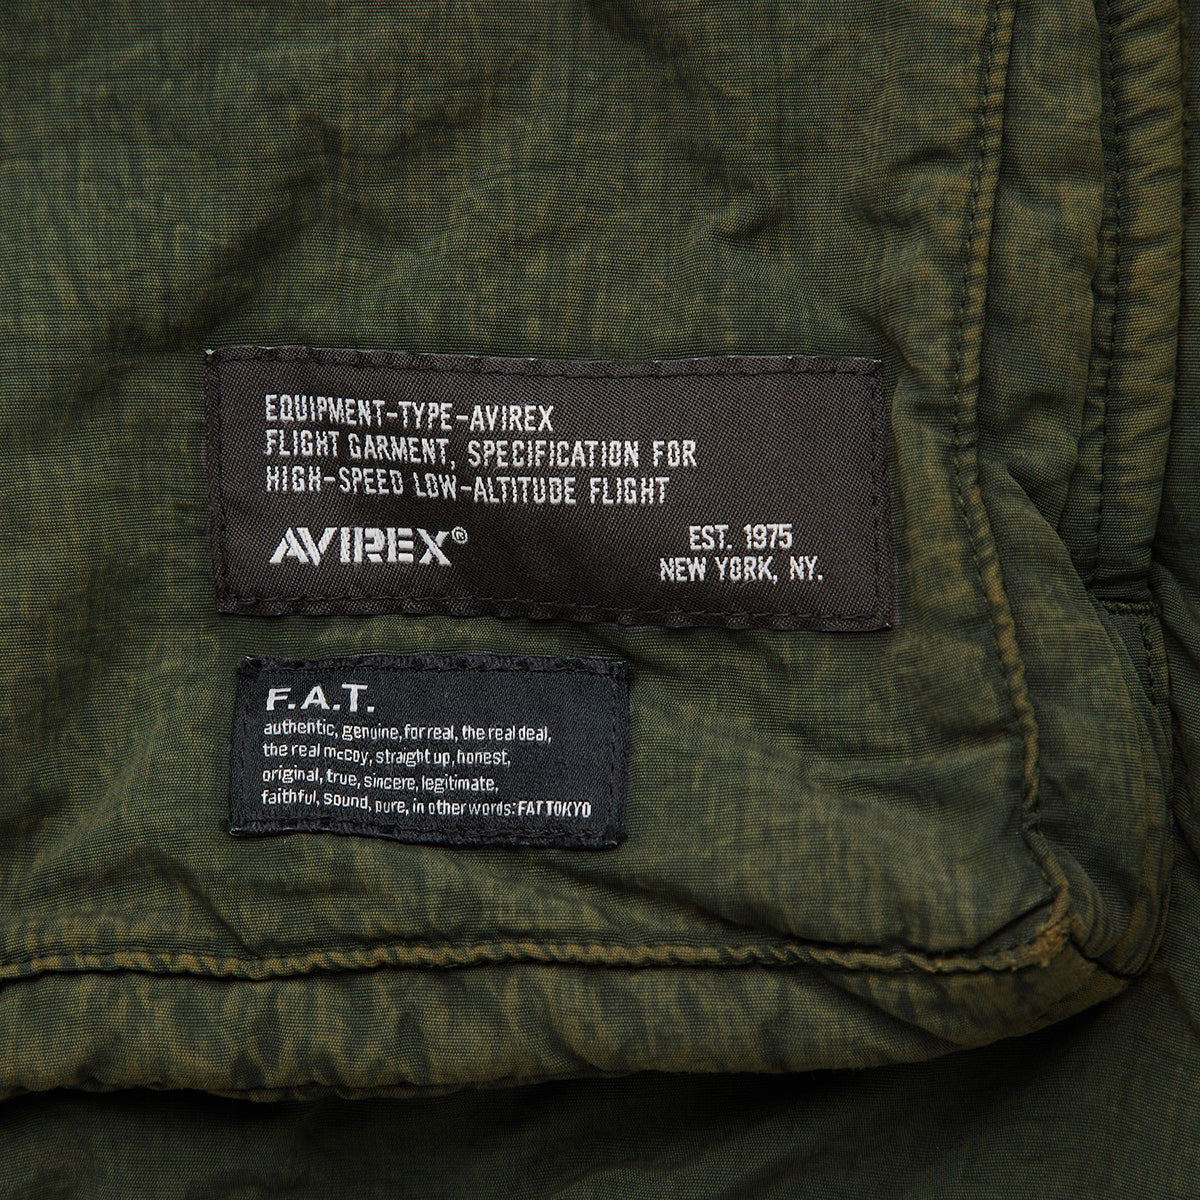 EQUIPMENT-TYPE-AVIREX
FLIGHT GARMENT, SPECIFICATION FOR
HIGH-SPEED LOW-ALTITUDE FLIGHT
AVIREX®
EST. 1975
NEW YORK, NY.
F.A.T.
authentic, genuine, for real, the real deal,
the real mccoy, straight up, honest,
original, true, sincere, legitimate,
faithful, sound, pure, in other words: FAT TOKYO